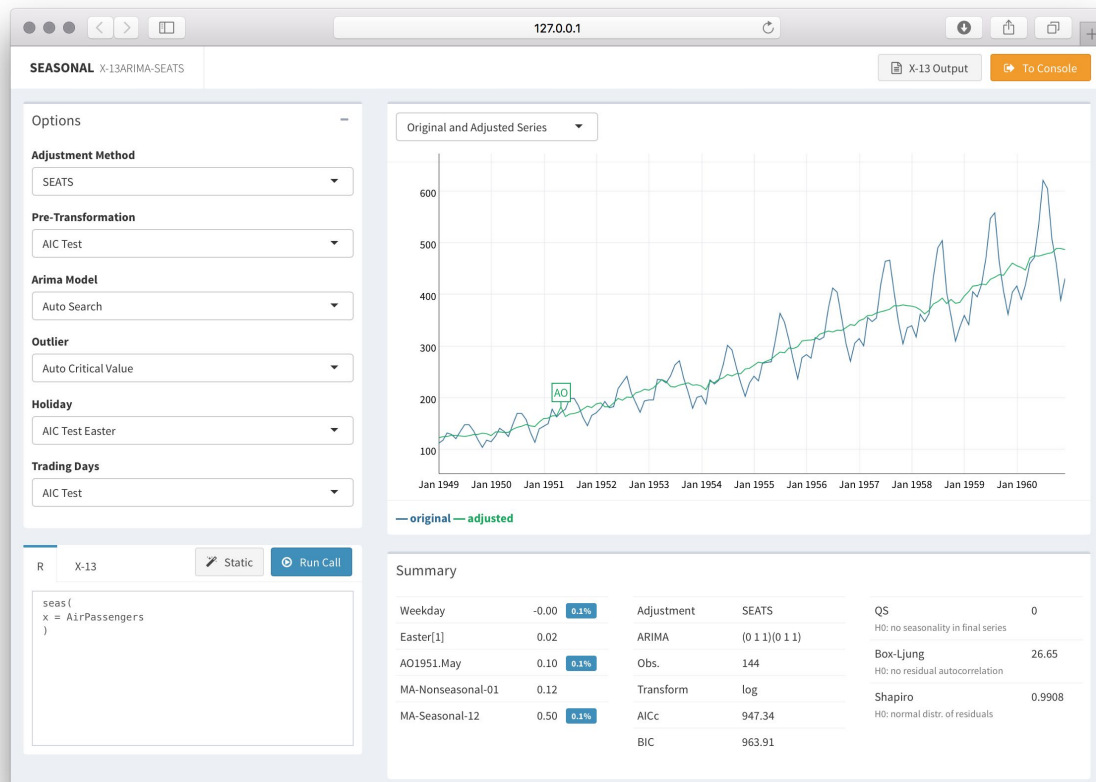 127.0.0.1
SEASONAL X-13ARIMA-SEATS
X-13 Output
To Console
Options
Adjustment Method
SEATS
Pre-Transformation
AIC Test
Arima Model
Auto Search
Outlier
Auto Critical Value
Holiday
AIC Test Easter
Trading Days
AIC Test
R X-13 Static Run Call
seas(
x = AirPassengers
)
Original and Adjusted Series
600
500
400
300
200
100
AO
Jan 1949 Jan 1950 Jan 1951 Jan 1952 Jan 1953 Jan 1954 Jan 1955 Jan 1956 Jan 1957 Jan 1958 Jan 1959 Jan 1960
original adjusted
Summary
Weekday -0.00 0.1%
Easter[1] 0.02
AO1951.May 0.10 0.1%
MA-Nonseasonal-01 0.12
MA-Seasonal-12 0.50 0.1%
Adjustment SEATS
ARIMA (0 1 1)(0 1 1)
Obs. 144
Transform log
AICc 947.34
BIC 963.91
QS 0
H0: no seasonality in final series
Box-Ljung 26.65
H0: no residual autocorrelation
Shapiro 0.9908
H0: normal distr. of residuals